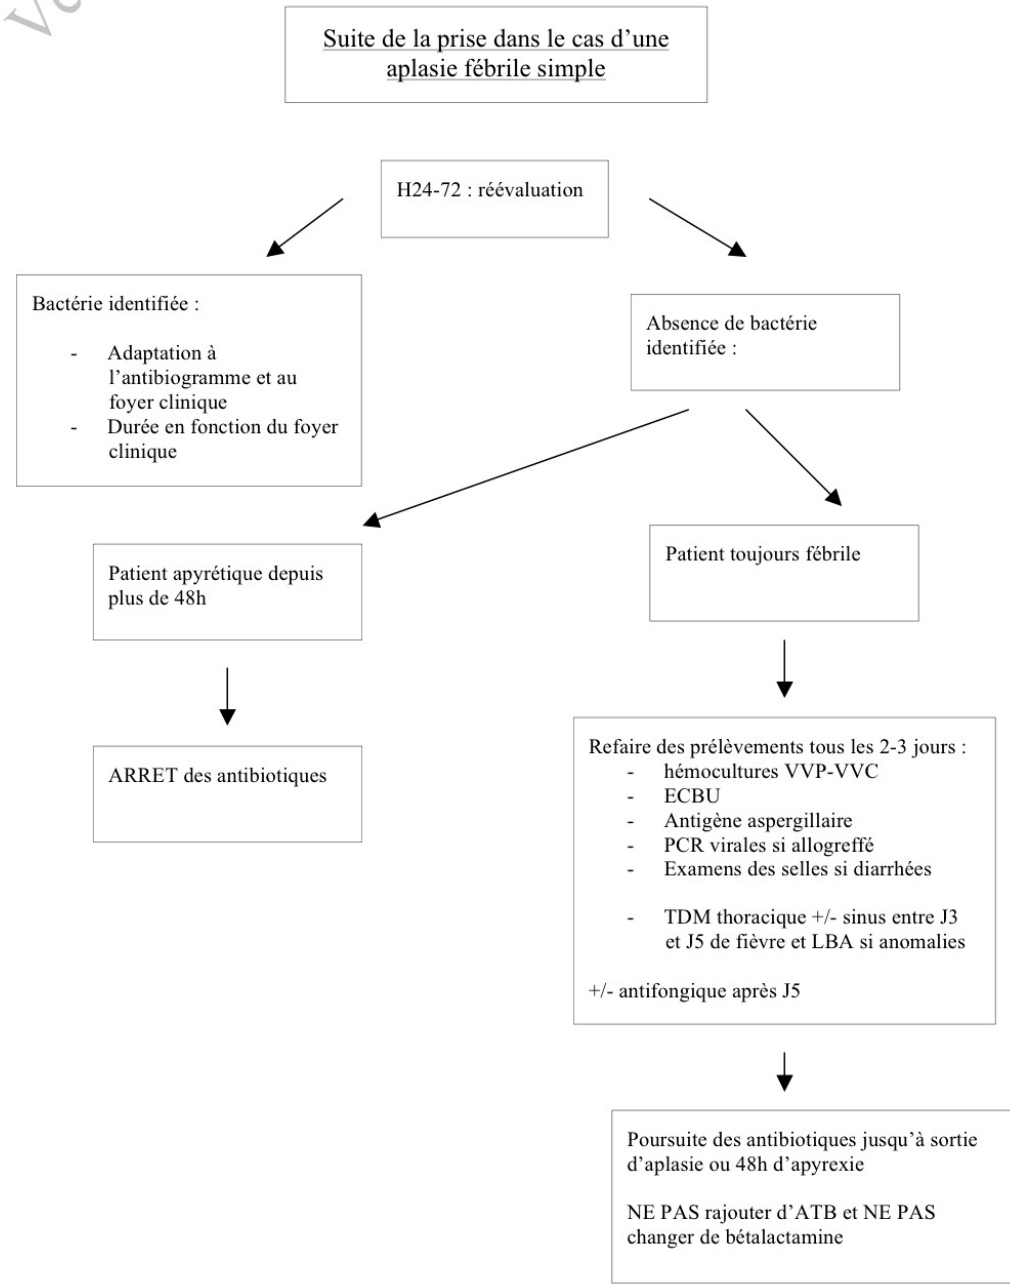 Suite de la prise dans le cas d’une
aplasie fébrile simple
H24-72 : réévaluation
Bactérie identifiée :
- Adaptation à
l’antibiogramme et au
foyer clinique
- Durée en fonction du foyer
clinique
Absence de bactérie
identifiée :
Patient apyrétique depuis
plus de 48h
Patient toujours fébrile
ARRET des antibiotiques
Refaire des prélèvements tous les 2-3 jours :
- hémocultures VVP-VVC
- ECBU
- Antigène aspergillaire
- PCR virales si allogreffé
- Examens des selles si diarrhées
- TDM thoracique +/- sinus entre J3
et J5 de fièvre et LBA si anomalies
+/- antifongique après J5
Poursuite des antibiotiques jusqu’à sortie
d’aplasie ou 48h d’apyrexie
NE PAS rajouter d’ATB et NE PAS
changer de bétalactamine